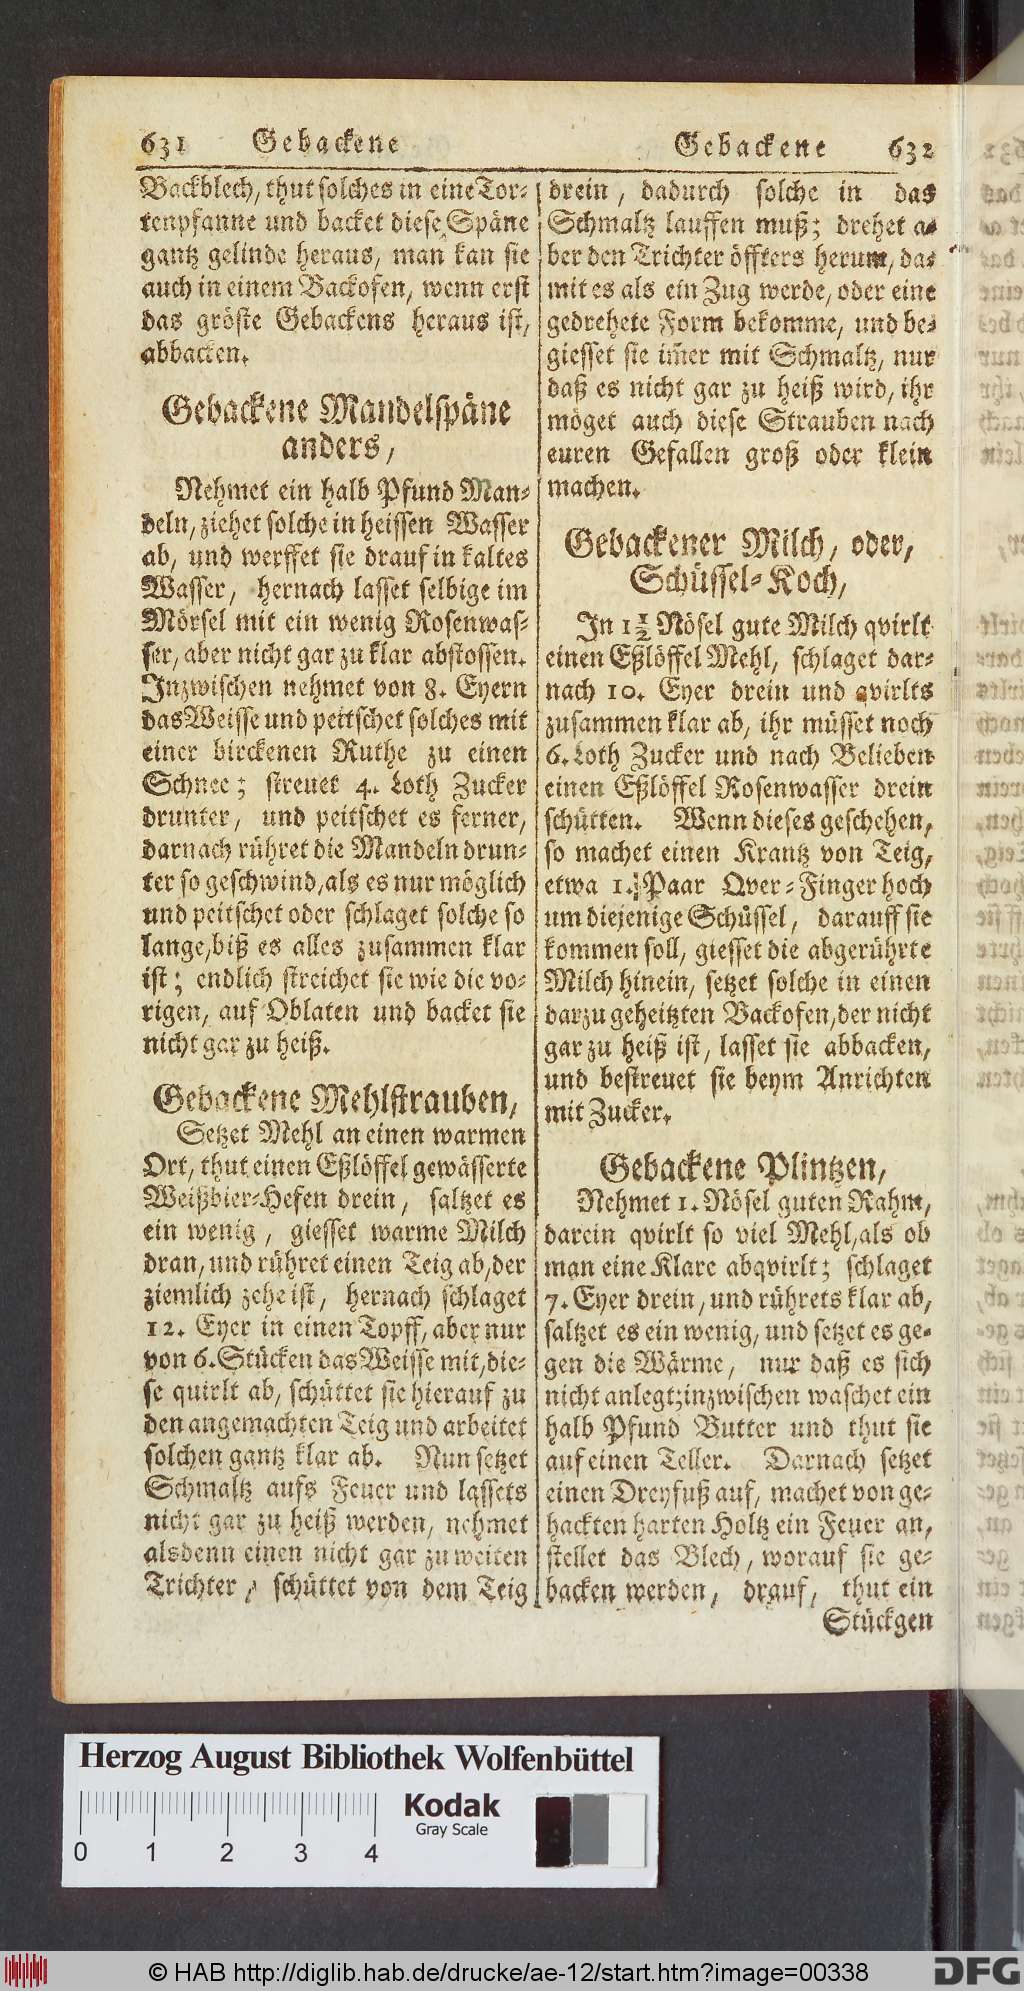 631 Gebackene
Backblech, thut solches in eine Tor-
tenpfanne und backet diese Späne
gantz gelinde heraus, man kan sie
auch in einem Backofen, wenn erst
das gröste Gebackens heraus ist,
abbacken.
Gebackene Mandelspäne
anders,
Nehmet ein halb Pfund Man-
deln, ziehet solche in heissen Wasser
ab, und werffet sie drauf in kaltes
Wasser, hernach lasset selbige im
Mörsel mit ein wenig Rosenwas-
ser, aber nicht gar zu klar abstossen.
Inzwischen nehmet von 8. Eyern
das Weisse und peitschet solches mit
einer birckenen Ruthe zu einen
Schnee; streuet 4. Loth Zucker
drunter, und peitschet es ferner,
darnach rühret die Mandeln drun-
ter so geschwind, als es nur möglich
und peitschet oder schlaget solche so
lange, biß es alles zusammen klar
ist; endlich streichet sie wie die vo-
rigen, auf Oblaten und backet sie
nicht gar zu heiß.
Gebackene Mehlstrauben,
Setzet Mehl an einen warmen
Ort, thut einen Eßlöffel gewässerte
Weißbier-Hefen drein, saltzet es
ein wenig, giesset warme Milch
dran, und rühret einen Teig ab, der
ziemlich zehe ist, hernach schlaget
12. Eyer in einen Topff, aber nur
von 6. Stücken das Weisse mit, die-
se quirlt ab, schüttet sie hierauf zu
den angemachten Teig und arbeitet
solchen gantz klar ab. Nun setzet
Schmaltz aufs Feuer und lassets
nicht gar zu heiß werden, nehmet
alsdenn einen nicht gar zu weiten
Trichter, schüttet von dem Teig
Gebackene 632
drein, dadurch solche in das
Schmaltz lauffen muß; drehet a-
ber den Trichter öffters herum, da-
mit es als ein Zug werde, oder eine
gedrehete Form bekomme, und be-
giesset sie im̃er mit Schmaltz, nur
daß es nicht gar zu heiß wird, ihr
möget auch diese Strauben nach
euren Gefallen groß oder klein
machen.
Gebackener Milch, oder,
Schüssel-Koch,
In 1 1/2 Nösel gute Milch qvirlt
einen Eßlöffel Mehl, schlaget dar-
nach 10. Eyer drein und qvirlts
zusammen klar ab, ihr müsset noch
6. Loth Zucker und nach Belieben
einen Eßlöffel Rosenwasser drein
schütten. Wenn dieses geschehen,
so machet einen Krantz von Teig,
etwa 1. Paar Qver-Finger hoch
um diejenige Schüssel, darauff sie
kommen soll, giesset die abgerührte
Milch hinein, setzet solche in einen
darzu geheitzten Backofen, der nicht
gar zu heiß ist, lasset sie abbacken,
und bestreuet sie beym Anrichten
mit Zucker.
Gebackene Plintzen,
Nehmet 1. Nösel guten Rahm,
darein qvirlt so viel Mehl, als ob
man eine Klare abqvirlt; schlaget
7. Eyer drein, und rührets klar ab,
saltzet es ein wenig, und setzet es ge-
gen die Wärme, nur daß es sich
nicht anlegt; inzwischen waschet ein
halb Pfund Butter und thut sie
auf einen Teller. Darnach setzet
einen Dreyfuß auf, machet von ge-
hackten harten Holtz ein Feuer an,
stellet das Blech, worauf sie ge-
backen werden, drauf, thut ein
Stückgen
Herzog August Bibliothek Wolfenbüttel
Kodak
Gray Scale
0 1 2 3 4
© HAB http://diglib.hab.de/drucke/ae-12/start.htm?image=00338
DFG